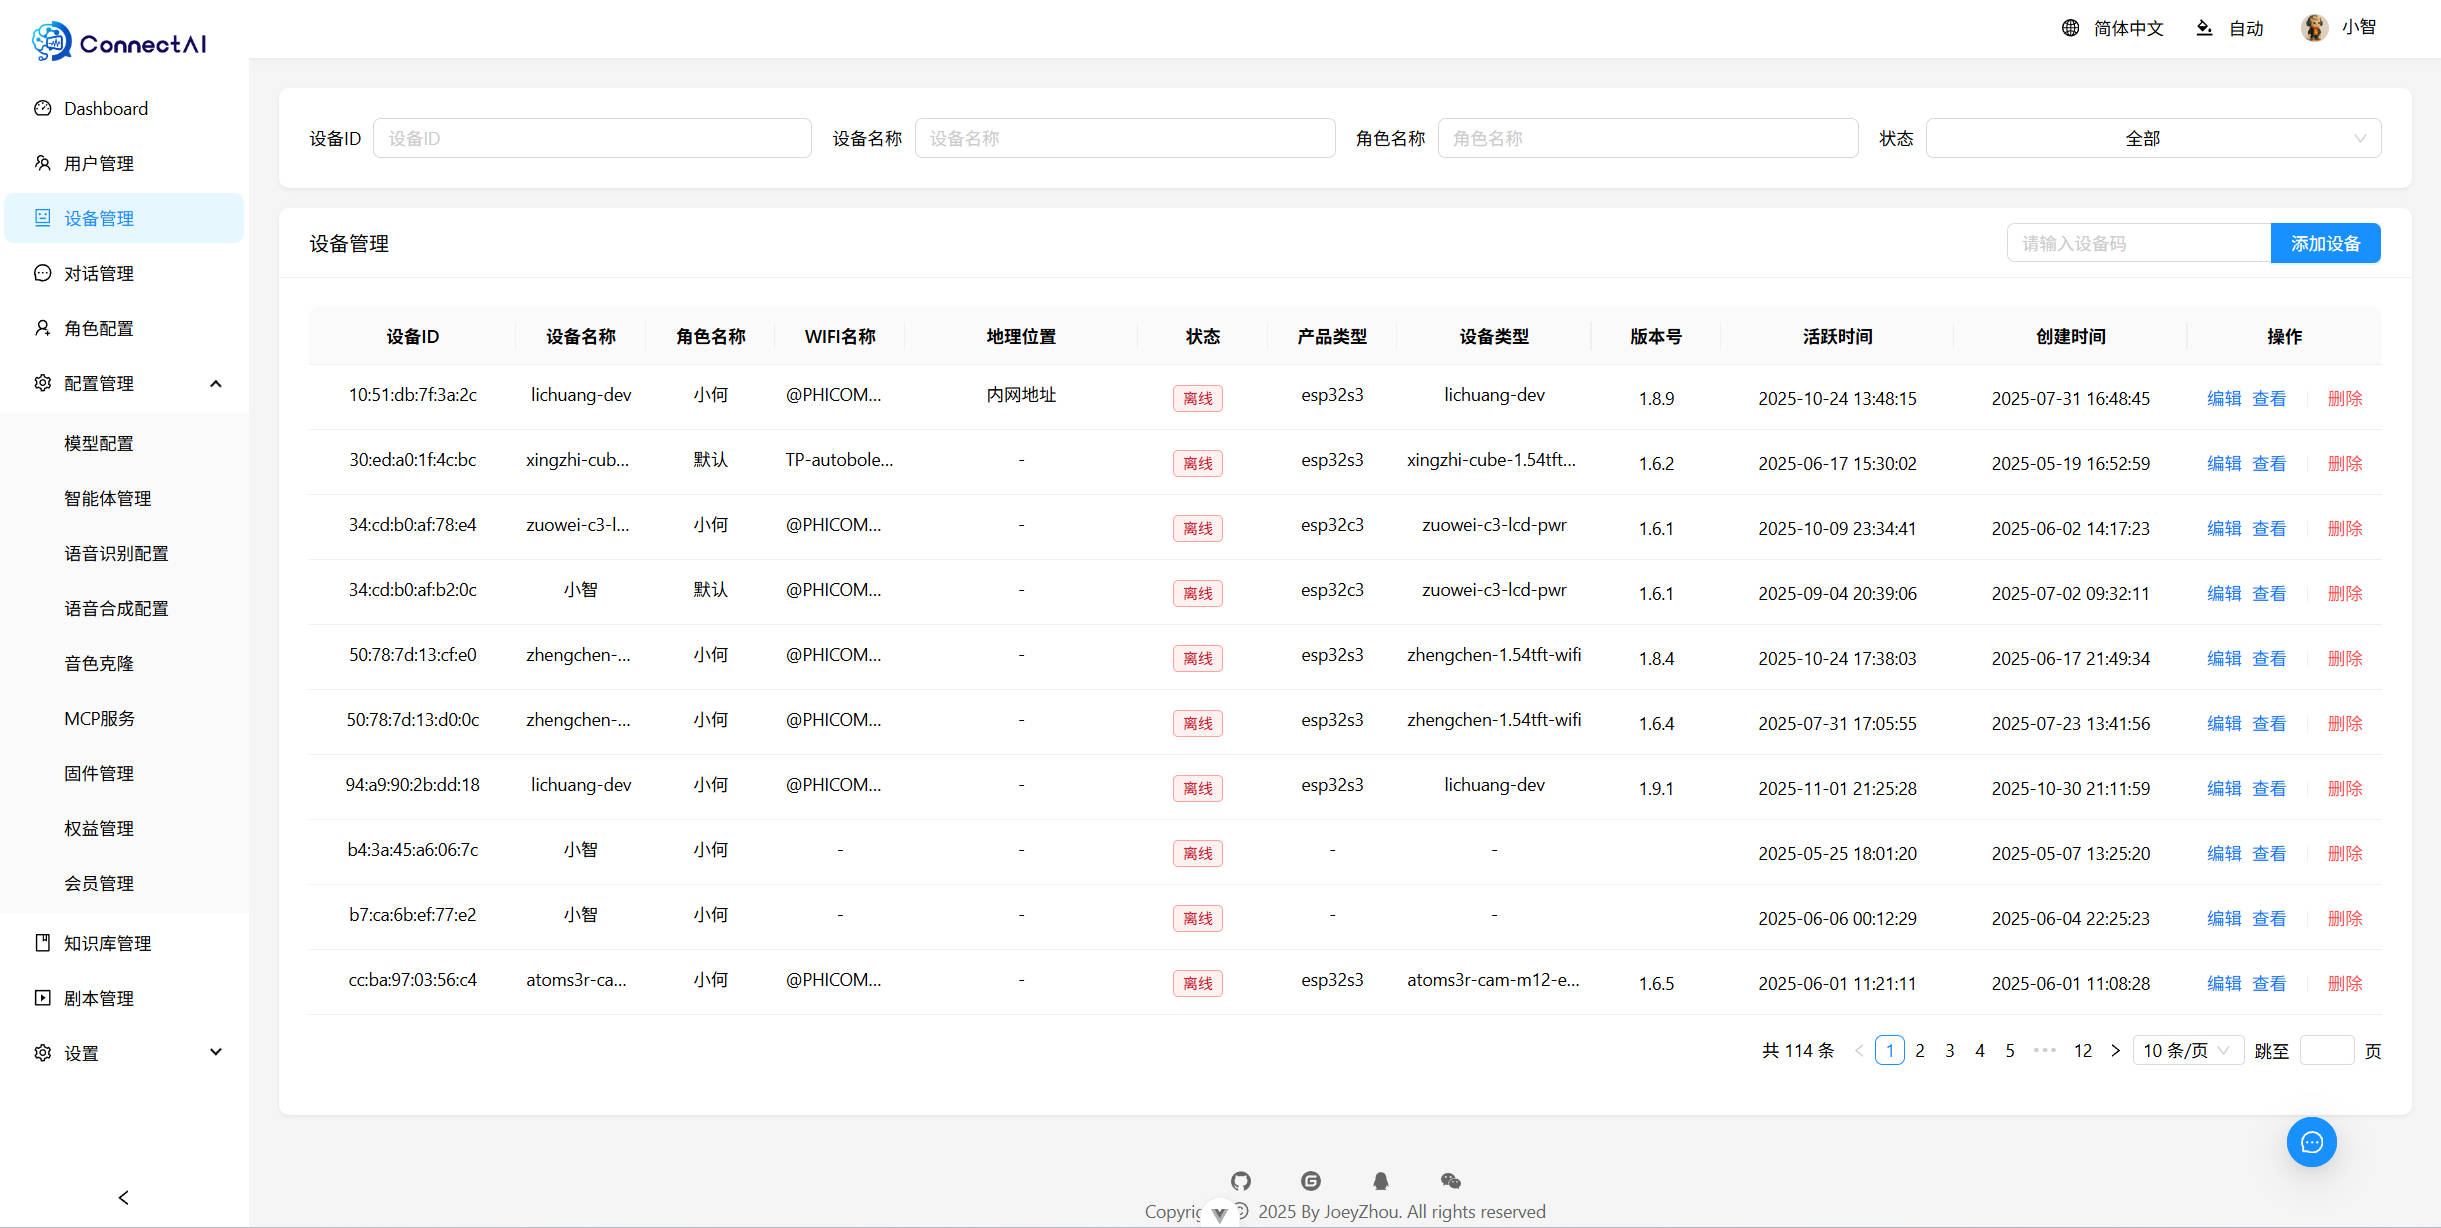 ConnectAI
简体中文 自动 小智
Dashboard
用户管理
设备管理
对话管理
角色配置
配置管理
模型配置
智能体管理
语音识别配置
语音合成配置
音色克隆
MCP服务
固件管理
权益管理
会员管理
知识库管理
剧本管理
设置
设备ID 设备ID 设备名称 设备名称 角色名称 角色名称 状态 全部
设备管理 请输入设备码 添加设备
设备ID 设备名称 角色名称 WIFI名称 地理位置 状态 产品类型 设备类型 版本号 活跃时间 创建时间 操作
10:51:db:7f:3a:2c lichuang-dev 小何 @PHICOM... 内网地址 离线 esp32s3 lichuang-dev 1.8.9 2025-10-24 13:48:15 2025-07-31 16:48:45 编辑 查看 删除
30:ed:a0:1f:4c:bc xingzhi-cub... 默认 TP-autobole... - 离线 esp32s3 xingzhi-cube-1.54tft... 1.6.2 2025-06-17 15:30:02 2025-05-19 16:52:59 编辑 查看 删除
34:cd:b0:af:78:e4 zuowei-c3-l... 小何 @PHICOM... - 离线 esp32c3 zuowei-c3-lcd-pwr 1.6.1 2025-10-09 23:34:41 2025-06-02 14:17:23 编辑 查看 删除
34:cd:b0:af:b2:0c 小智 默认 @PHICOM... - 离线 esp32c3 zuowei-c3-lcd-pwr 1.6.1 2025-09-04 20:39:06 2025-07-02 09:32:11 编辑 查看 删除
50:78:7d:13:cf:e0 zhengchen-... 小何 @PHICOM... - 离线 esp32s3 zhengchen-1.54tft-wifi 1.8.4 2025-10-24 17:38:03 2025-06-17 21:49:34 编辑 查看 删除
50:78:7d:13:d0:0c zhengchen-... 小何 @PHICOM... - 离线 esp32s3 zhengchen-1.54tft-wifi 1.6.4 2025-07-31 17:05:55 2025-07-23 13:41:56 编辑 查看 删除
94:a9:90:2b:dd:18 lichuang-dev 小何 @PHICOM... - 离线 esp32s3 lichuang-dev 1.9.1 2025-11-01 21:25:28 2025-10-30 21:11:59 编辑 查看 删除
b4:3a:45:a6:06:7c 小智 小何 - - 离线 - - 2025-05-25 18:01:20 2025-05-07 13:25:20 编辑 查看 删除
b7:ca:6b:ef:77:e2 小智 小何 - - 离线 - - 2025-06-06 00:12:29 2025-06-04 22:25:23 编辑 查看 删除
cc:ba:97:03:56:c4 atoms3r-ca... 小何 @PHICOM... - 离线 esp32s3 atoms3r-cam-m12-e... 1.6.5 2025-06-01 11:21:11 2025-06-01 11:08:28 编辑 查看 删除
共 114 条 < 1 2 3 4 5 ••• 12 > 10 条/页 跳至 页
2025 By JoeyZhou. All rights reserved